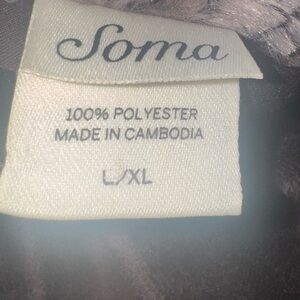 Soma
100% POLYESTER
MADE IN CAMBODIA
L/XL